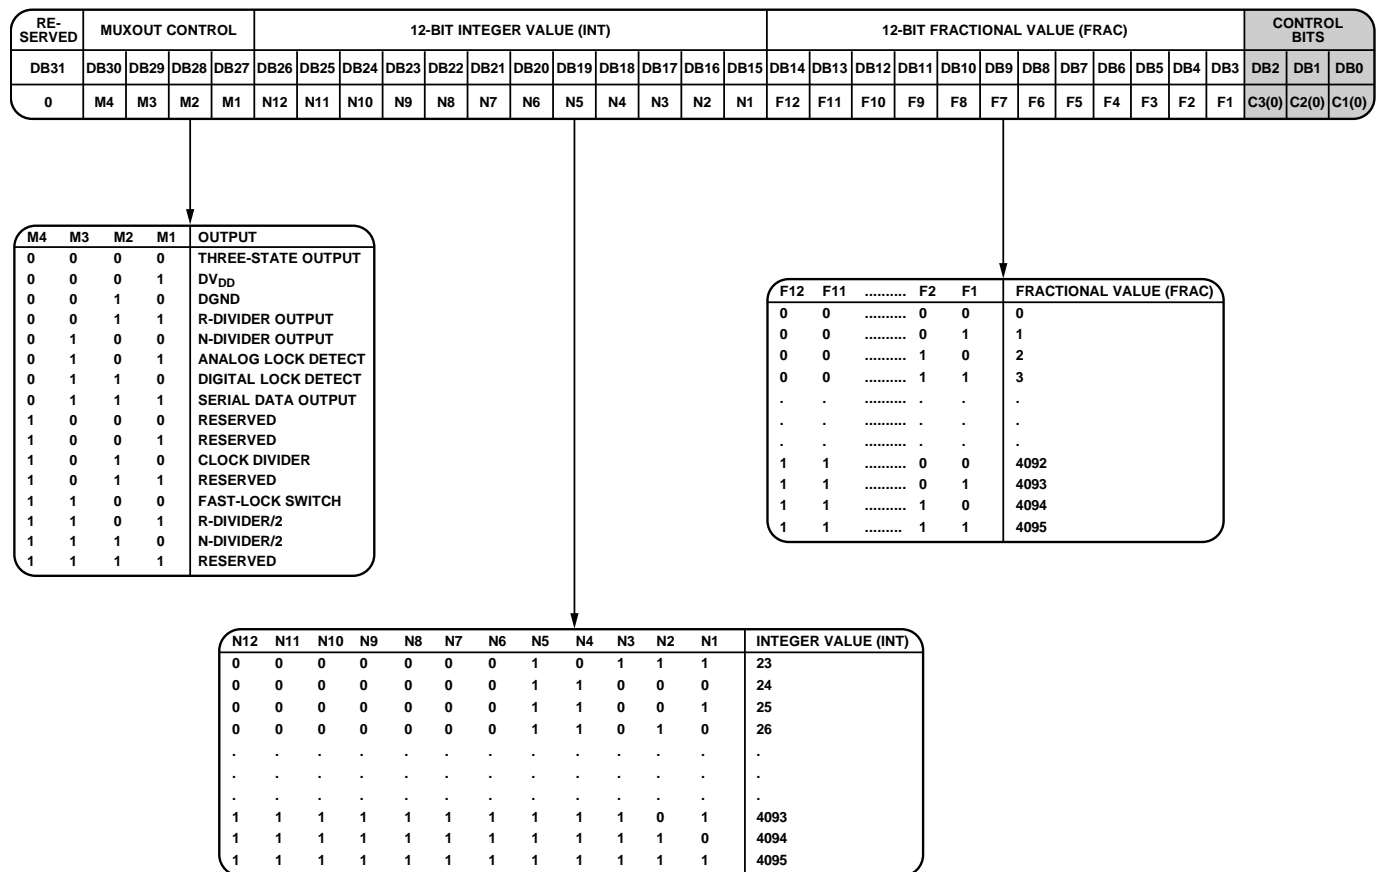 RE-
SERVED MUXOUT CONTROL 12-BIT INTEGER VALUE (INT) 12-BIT FRACTIONAL VALUE (FRAC) CONTROL
BITS
DB31 DB30 DB29 DB28 DB27 DB26 DB25 DB24 DB23 DB22 DB21 DB20 DB19 DB18 DB17 DB16 DB15 DB14 DB13 DB12 DB11 DB10 DB9 DB8 DB7 DB6 DB5 DB4 DB3 DB2 DB1 DB0
0 M4 M3 M2 M1 N12 N11 N10 N9 N8 N7 N6 N5 N4 N3 N2 N1 F12 F11 F10 F9 F8 F7 F6 F5 F4 F3 F2 F1 C3(0) C2(0) C1(0)
M4 M3 M2 M1 OUTPUT
0 0 0 0 THREE-STATE OUTPUT
0 0 0 1 DVDD
0 0 1 0 DGND
0 0 1 1 R-DIVIDER OUTPUT
0 1 0 0 N-DIVIDER OUTPUT
0 1 0 1 ANALOG LOCK DETECT
0 1 1 0 DIGITAL LOCK DETECT
0 1 1 1 SERIAL DATA OUTPUT
1 0 0 0 RESERVED
1 0 0 1 RESERVED
1 0 1 0 CLOCK DIVIDER
1 0 1 1 RESERVED
1 1 0 0 FAST-LOCK SWITCH
1 1 0 1 R-DIVIDER/2
1 1 1 0 N-DIVIDER/2
1 1 1 1 RESERVED
F12 F11 .......... F2 F1 FRACTIONAL VALUE (FRAC)
0 0 .......... 0 0 0
0 0 .......... 0 1 1
0 0 .......... 1 0 2
0 0 .......... 1 1 3
. . .......... . . .
. . .......... . . .
. . .......... . . .
1 1 .......... 0 0 4092
1 1 .......... 0 1 4093
1 1 .......... 1 0 4094
1 1 ......... 1 1 4095
N12 N11 N10 N9 N8 N7 N6 N5 N4 N3 N2 N1 INTEGER VALUE (INT)
0 0 0 0 0 0 0 1 0 1 1 1 23
0 0 0 0 0 0 0 1 1 0 0 0 24
0 0 0 0 0 0 0 1 1 0 0 1 25
0 0 0 0 0 0 0 1 1 0 1 0 26
. . . . . . . . . . . . .
. . . . . . . . . . . . .
. . . . . . . . . . . . .
1 1 1 1 1 1 1 1 1 1 0 1 4093
1 1 1 1 1 1 1 1 1 1 1 0 4094
1 1 1 1 1 1 1 1 1 1 1 1 4095